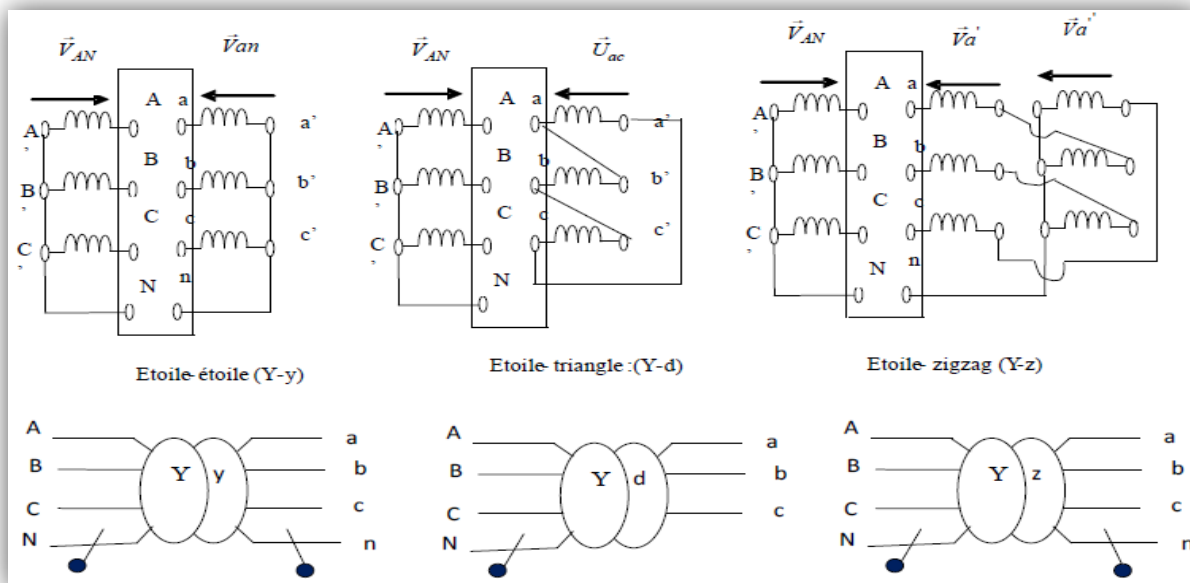 V⃗AN V⃗an
A a
A' a'
B b
B' b'
C c
C' c'
N n
Etoile-étoile (Y-y)
V⃗AN U⃗ac
A a
A' a'
B b
B' b'
C c
C' c'
N
Etoile-triangle :(Y-d)
V⃗AN V⃗a' V⃗a''
A a
A'
B b
B'
C c
C'
N n
Etoile-zigzag (Y-z)
A a
B Y y b
C c
N n
A a
B Y d b
C c
N
A a
B Y z b
C c
N n